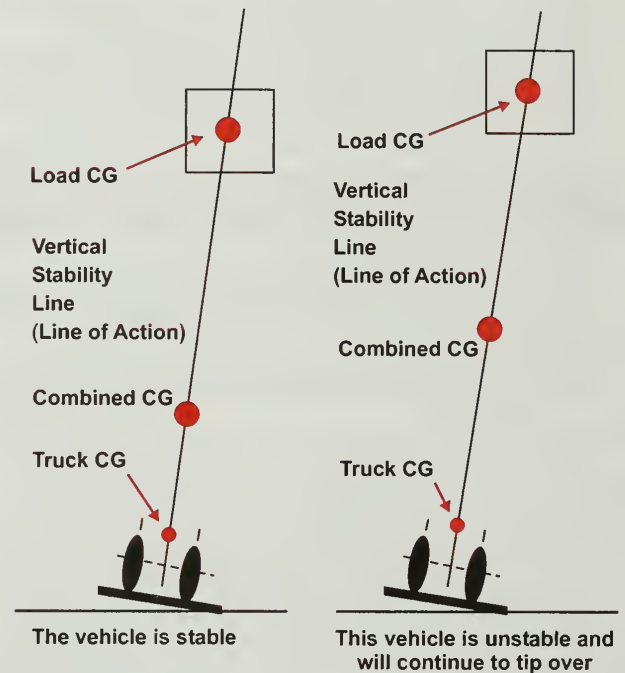 Load CG
Vertical
Stability
Line
(Line of Action)
Combined CG
Truck CG
The vehicle is stable
Load CG
Vertical
Stability
Line
(Line of Action)
Combined CG
Truck CG
This vehicle is unstable and
will continue to tip over